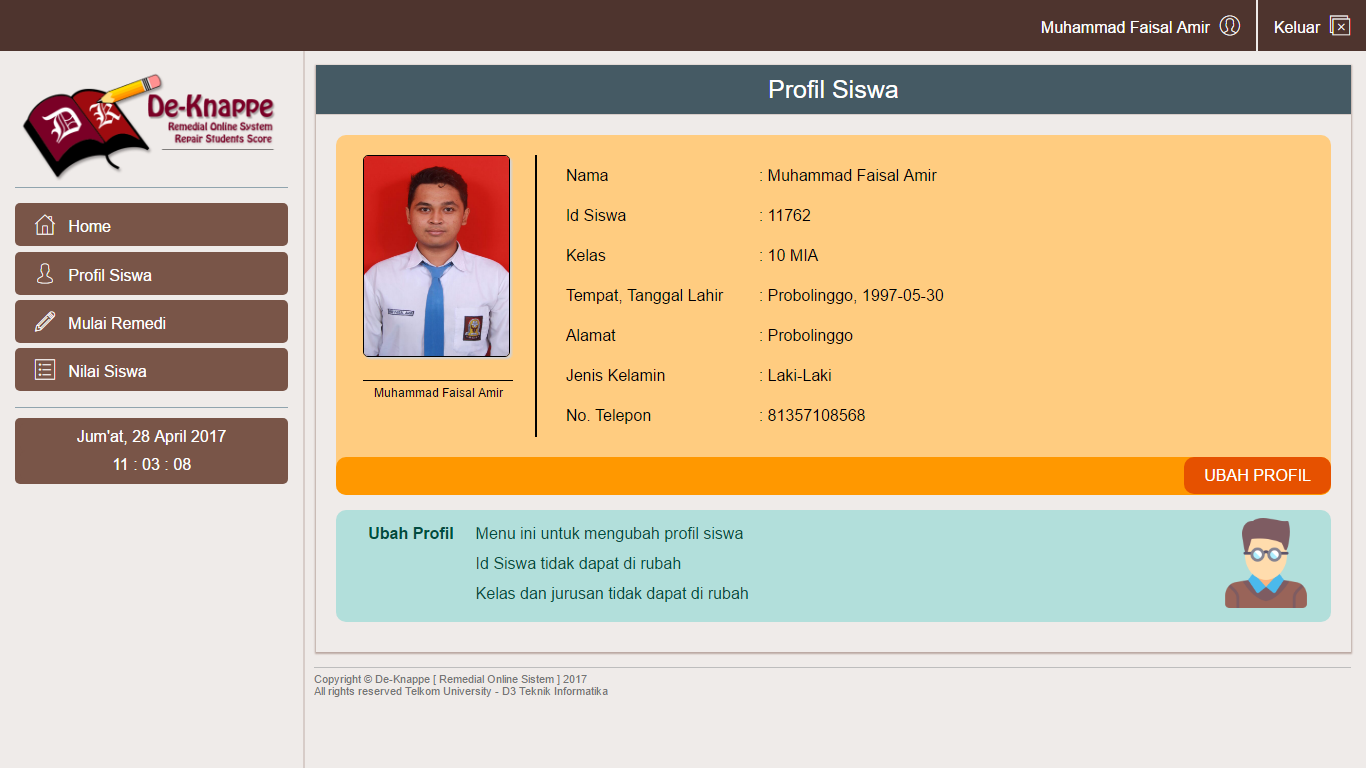 Muhammad Faisal Amir
Keluar
DK
De-Knappe
Remedial Online System
Repair Students Score
Home
Profil Siswa
Mulai Remedi
Nilai Siswa
Jum'at, 28 April 2017
11 : 03 : 08
Profil Siswa
Muhammad Faisal Amir
Nama : Muhammad Faisal Amir
Id Siswa : 11762
Kelas : 10 MIA
Tempat, Tanggal Lahir : Probolinggo, 1997-05-30
Alamat : Probolinggo
Jenis Kelamin : Laki-Laki
No. Telepon : 81357108568
UBAH PROFIL
Ubah Profil Menu ini untuk mengubah profil siswa
Id Siswa tidak dapat di rubah
Kelas dan jurusan tidak dapat di rubah
Copyright © De-Knappe [ Remedial Online Sistem ] 2017
All rights reserved Telkom University - D3 Teknik Informatika